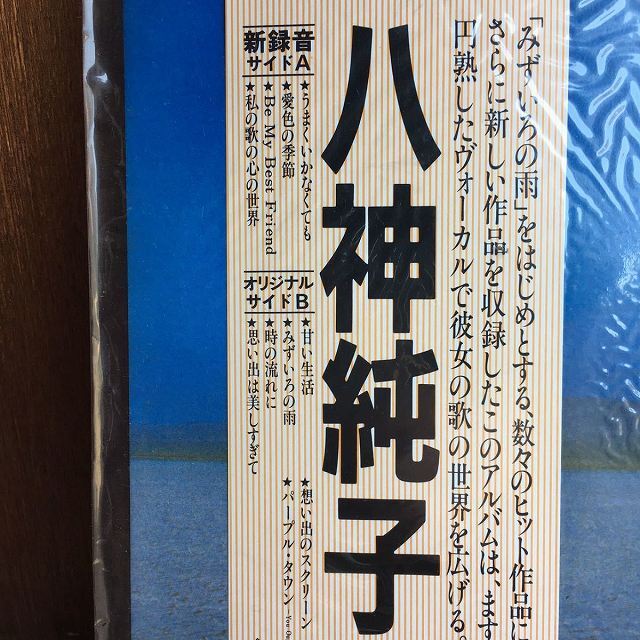 「みずいろの雨」をはじめとする、数々のヒット作品に
さらに新しい作品を収録したこのアルバムは、ます
円熟したヴォーカルで彼女の歌の世界を広げる。
八神純子
新録音
サイドA
★うまくいかなくても
★愛色の季節
★Be My Best Friend
★私の歌の心の世界
オリジナル
サイドB
★甘い生活
★みずいろの雨
★時の流れに
★思い出は美しすぎて
★想い出のスクリーン
★パープルタウン
You Ou